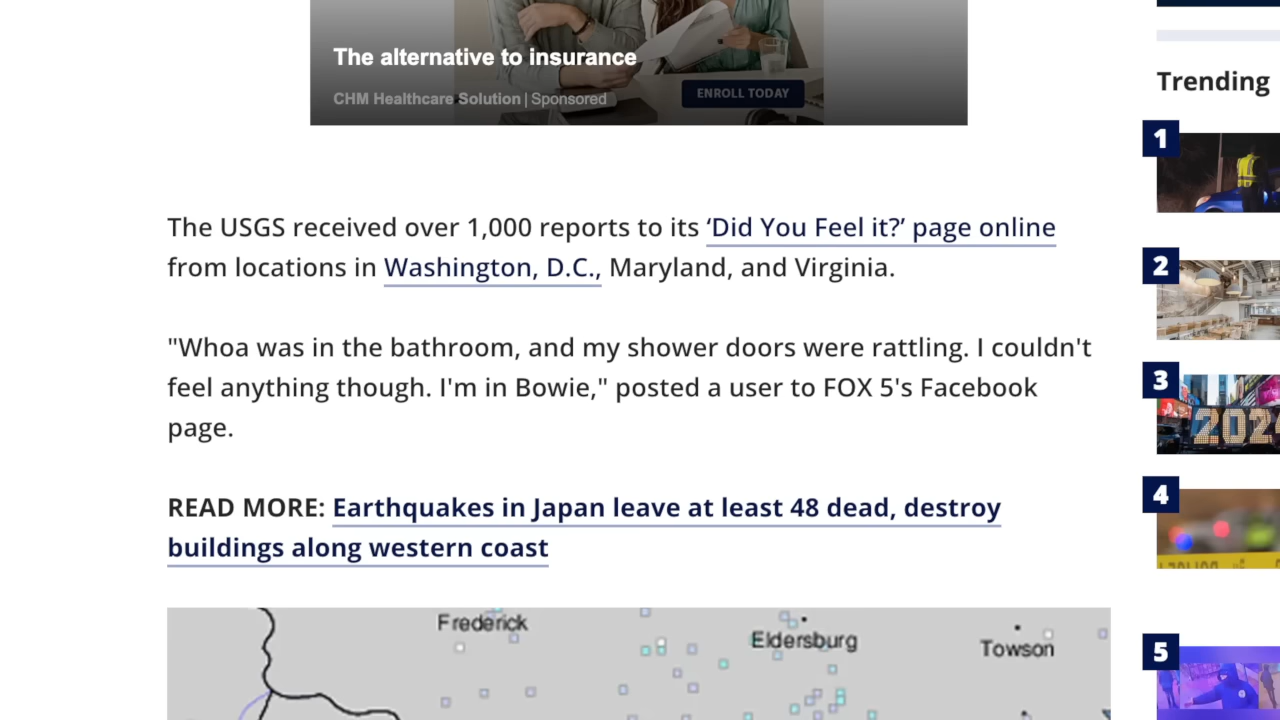 The alternative to insurance
CHM Healthcare Solution | Sponsored
ENROLL TODAY
The USGS received over 1,000 reports to its ‘Did You Feel it?’ page online
from locations in Washington, D.C., Maryland, and Virginia.
"Whoa was in the bathroom, and my shower doors were rattling. I couldn't
feel anything though. I'm in Bowie," posted a user to FOX 5's Facebook
page.
READ MORE: Earthquakes in Japan leave at least 48 dead, destroy
buildings along western coast
Frederick
Eldersburg
Towson
Trending
1
2
3
202
4
5